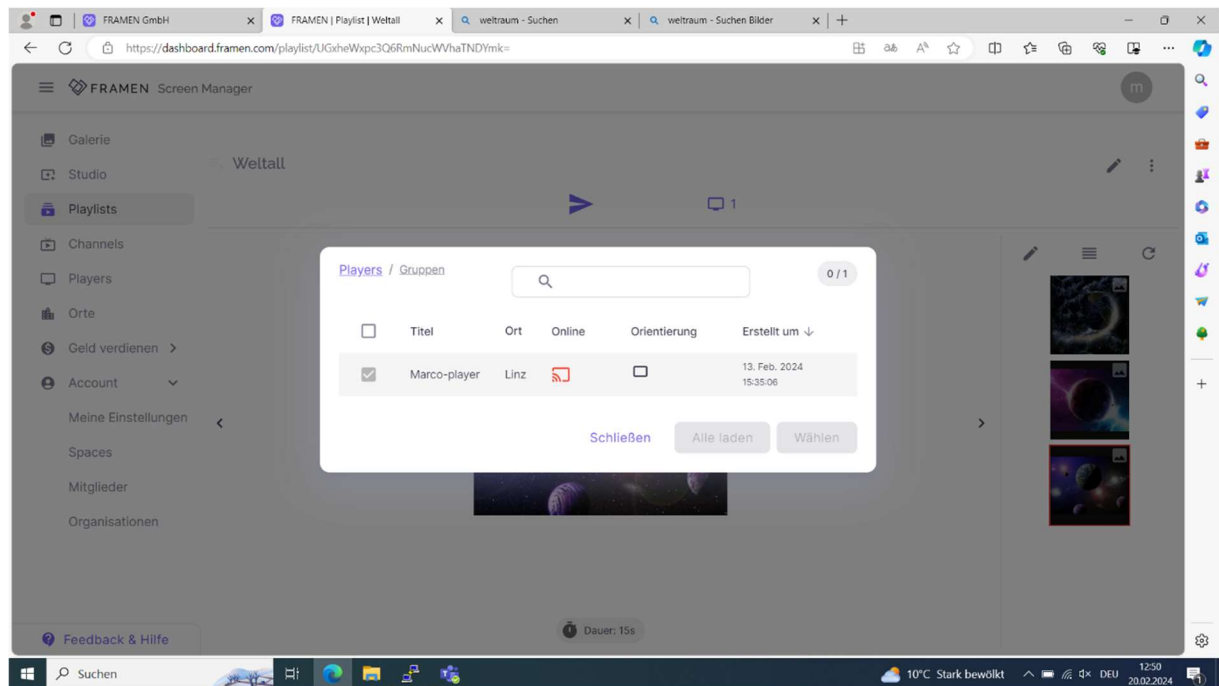 FRAMEN GmbH
FRAMEN | Playlist | Weltall
weltraum - Suchen
weltraum - Suchen Bilder
https://dashboard.framen.com/playlist/UGxheWxpc3Q6RmNucWVhaTNDYmk=
FRAMEN Screen Manager
m
Galerie
Studio
Playlists
Channels
Players
Orte
Geld verdienen
Account
Meine Einstellungen
Spaces
Mitglieder
Organisationen
Feedback & Hilfe
Weltall
1
Players / Gruppen
0 / 1
Titel Ort Online Orientierung Erstellt um
Marco-player Linz 13. Feb. 2024
15:35:06
Schließen Alle laden Wählen
Dauer: 15s
Suchen
10°C Stark bewölkt
DEU
12:50
20.02.2024